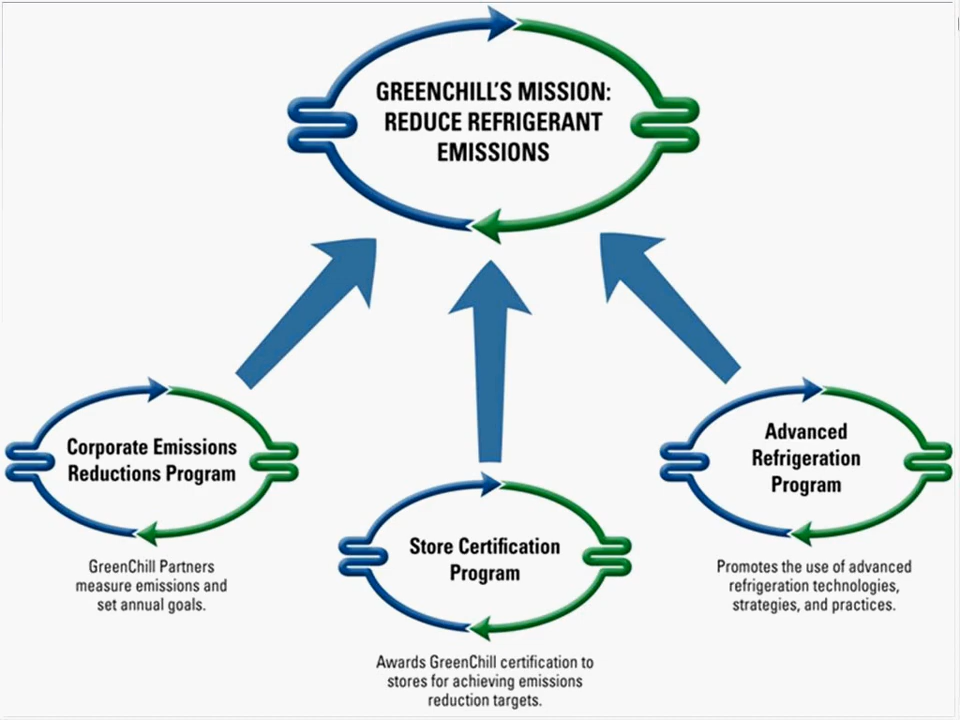 GREENCHILL'S MISSION:
REDUCE REFRIGERANT
EMISSIONS
Corporate Emissions
Reductions Program
GreenChill Partners
measure emissions and
set annual goals.
Store Certification
Program
Awards GreenChill certification to
stores for achieving emissions
reduction targets.
Advanced
Refrigeration
Program
Promotes the use of advanced
refrigeration technologies,
strategies, and practices.